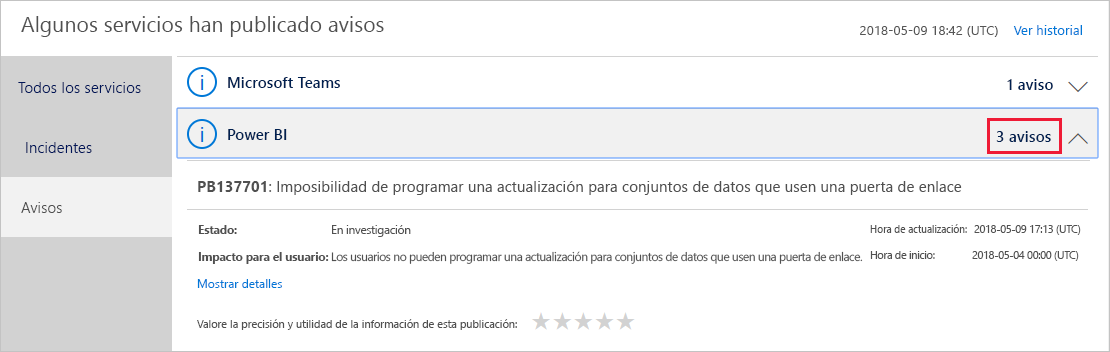 Algunos servicios han publicado avisos
2018-05-09 18:42 (UTC) Ver historial
Todos los servicios
Incidentes
Avisos
Microsoft Teams 1 aviso
Power BI 3 avisos
PB137701: Imposibilidad de programar una actualización para conjuntos de datos que usen una puerta de enlace
Estado: En investigación Hora de actualización: 2018-05-09 17:13 (UTC)
Impacto para el usuario: Los usuarios no pueden programar una actualización para conjuntos de datos que usen una puerta de enlace. Hora de inicio: 2018-05-04 00:00 (UTC)
Mostrar detalles
Valore la precisión y utilidad de la información de esta publicación: